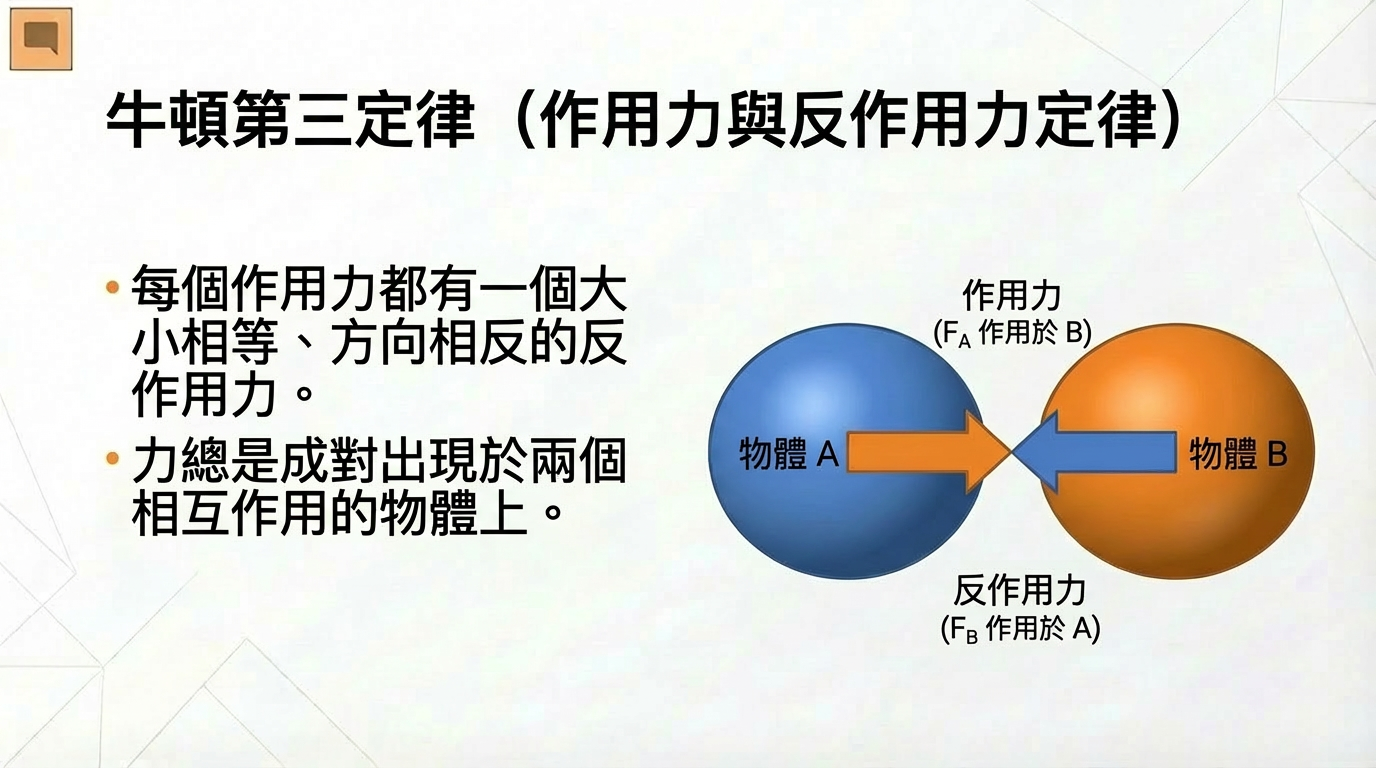 牛頓第三定律（作用力與反作用力定律）
• 每個作用力都有一個大
小相等、方向相反的反
作用力。
• 力總是成對出現於兩個
相互作用的物體上。
作用力
(FA 作用於 B)
物體 A
物體 B
反作用力
(FB 作用於 A)